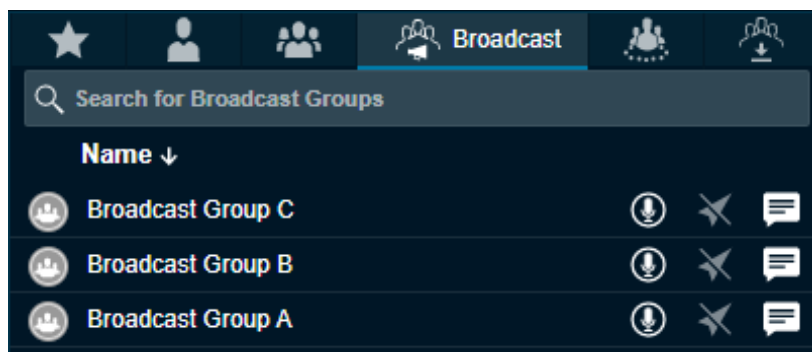 Broadcast
Search for Broadcast Groups
Name ↓
Broadcast Group C
Broadcast Group B
Broadcast Group A